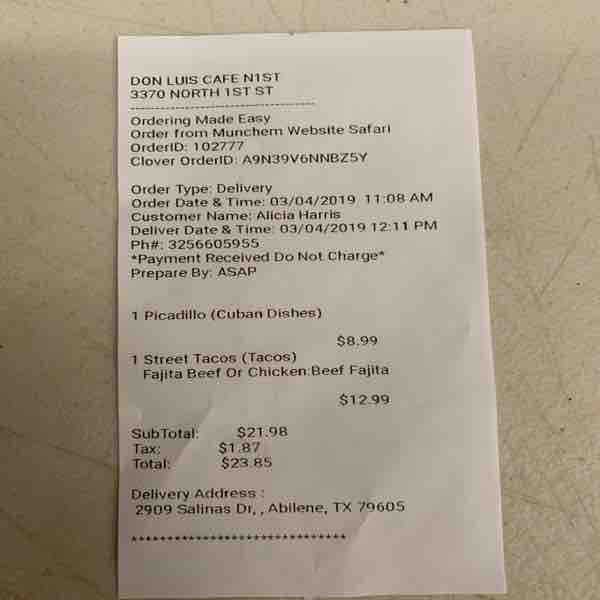 DON LUIS CAFE N1ST
3370 NORTH 1ST ST
-----------------------------------
Ordering Made Easy
Order from Munchem Website Safari
OrderID: 102777
Clover OrderID: A9N39V6NNBZ5Y
Order Type: Delivery
Order Date & Time: 03/04/2019 11:08 AM
Customer Name: Alicia Harris
Deliver Date & Time: 03/04/2019 12:11 PM
Ph#: 3256605955
*Payment Received Do Not Charge*
Prepare By: ASAP
1 Picadillo (Cuban Dishes)
$8.99
1 Street Tacos (Tacos)
Fajita Beef Or Chicken:Beef Fajita
$12.99
SubTotal: $21.98
Tax: $1.87
Total: $23.85
Delivery Address :
2909 Salinas Dr, , Abilene, TX 79605
******************************